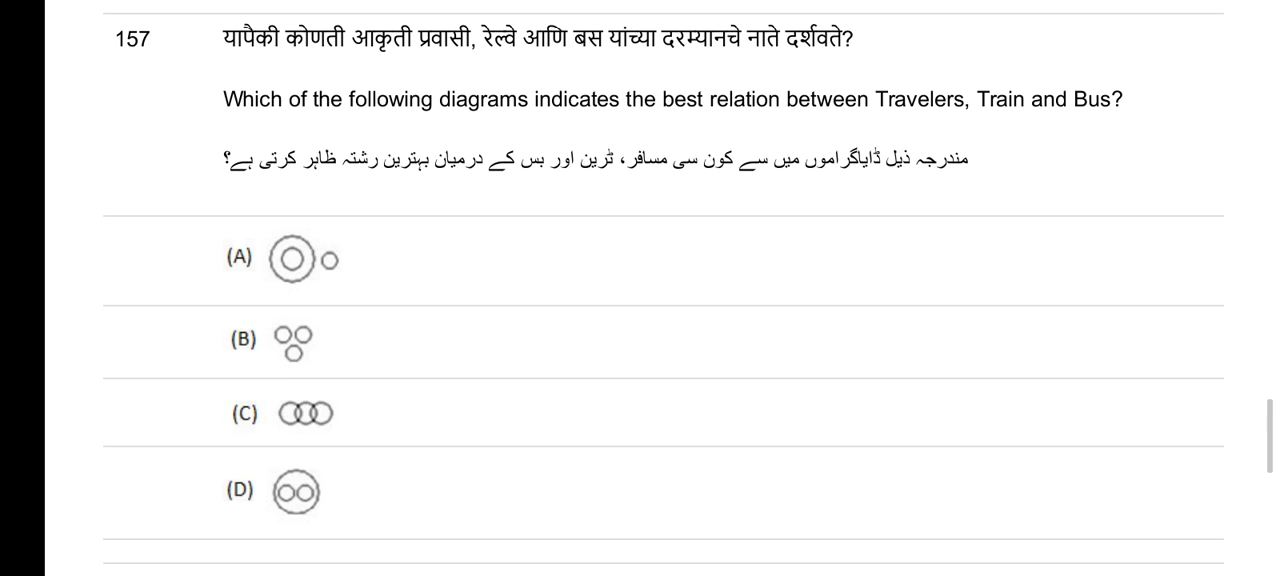 157 यापैकी कोणती आकृती प्रवासी, रेल्वे आणि बस यांच्या दरम्यानचे नाते दर्शवते?
Which of the following diagrams indicates the best relation between Travelers, Train and Bus?
مندرجہ ذیل ڈایاگراموں میں سے کون سی مسافر، ٹرین اور بس کے درمیان بہترین رشتہ ظاہر کرتی ہے؟
(A)
(B)
(C)
(D)